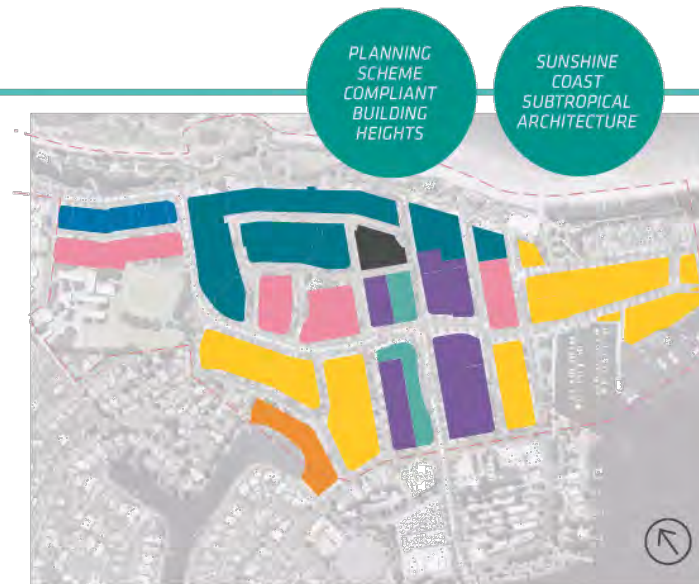 PLANNING
SCHEME
COMPLIANT
BUILDING
HEIGHTS
SUNSHINE
COAST
SUBTROPICAL
ARCHITECTURE